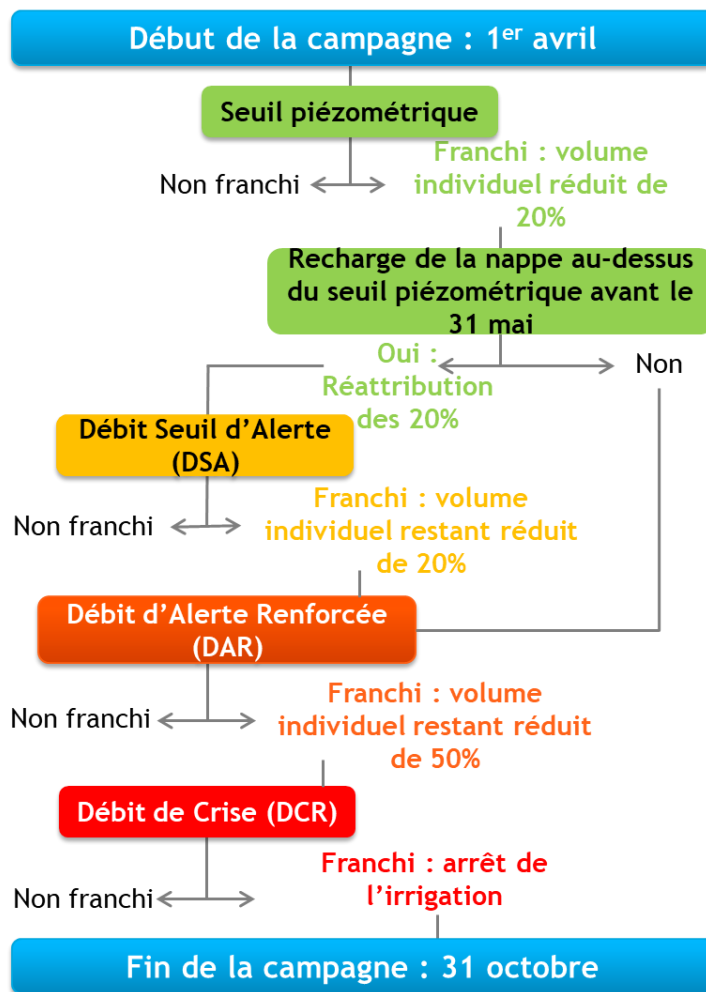 Début de la campagne : 1er avril
Seuil piézométrique
Non franchi
Franchi : volume
individuel réduit de
20%
Recharge de la nappe au-dessus
du seuil piézométrique avant le
31 mai
Oui :
Réattribution
des 20%
Non
Débit Seuil d'Alerte
(DSA)
Non franchi
Franchi : volume
individuel restant réduit
de 20%
Débit d'Alerte Renforcée
(DAR)
Non franchi
Franchi : volume
individuel restant réduit
de 50%
Débit de Crise (DCR)
Non franchi
Franchi : arrêt de
l'irrigation
Fin de la campagne : 31 octobre